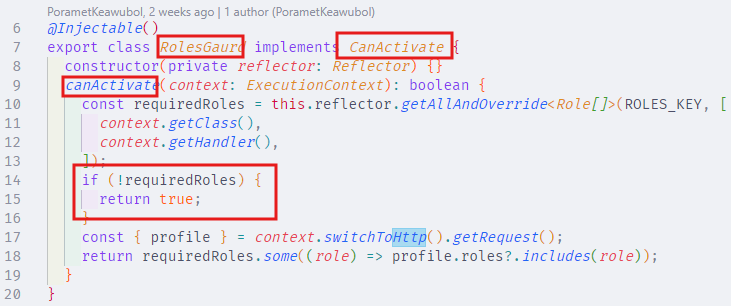 PorametKeawubol, 2 weeks ago | 1 author (PorametKeawubol)
6 @Injectable()
7 export class RolesGaurd implements CanActivate {
8 constructor(private reflector: Reflector) {}
9 canActivate(context: ExecutionContext): boolean {
10 const requiredRoles = this.reflector.getAllAndOverride<Role[]>(ROLES_KEY, [
11 context.getClass(),
12 context.getHandler(),
13 ]);
14 if (!requiredRoles) {
15 return true;
16 }
17 const { profile } = context.switchToHttp().getRequest();
18 return requiredRoles.some((role) => profile.roles?.includes(role));
19 }
20 }